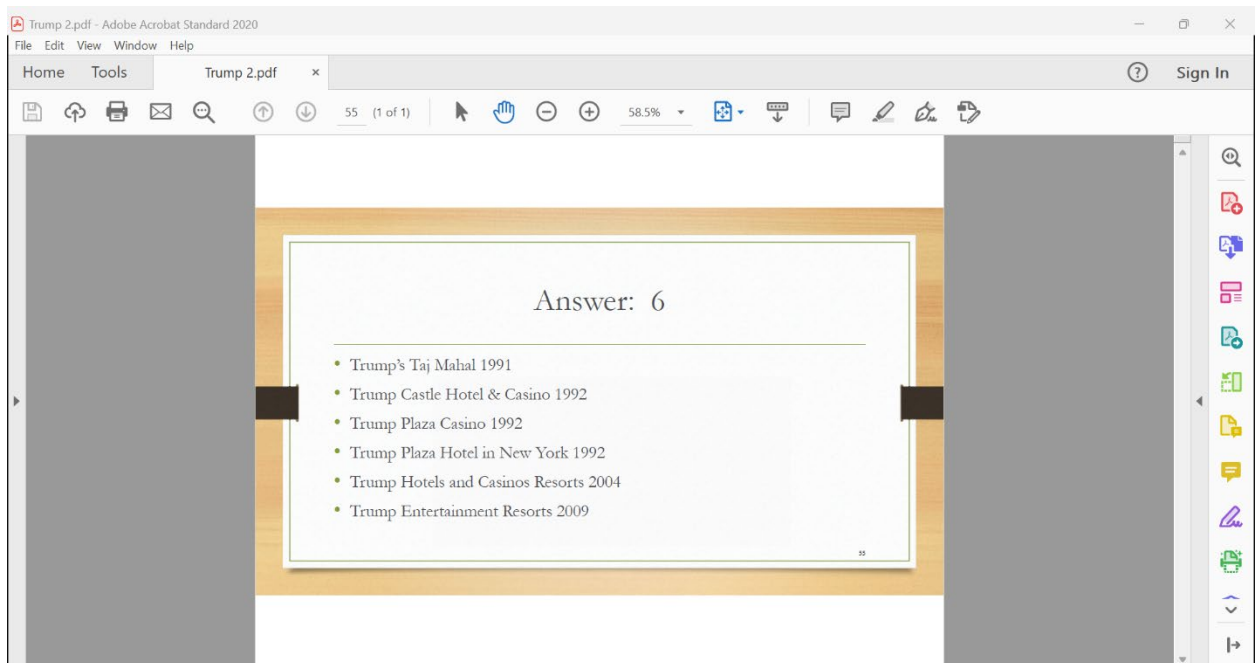 Trump 2.pdf - Adobe Acrobat Standard 2020
File Edit View Window Help
Home Tools Trump 2.pdf × ? Sign In
55 (1 of 1) 58.5%
Answer: 6
• Trump's Taj Mahal 1991
• Trump Castle Hotel & Casino 1992
• Trump Plaza Casino 1992
• Trump Plaza Hotel in New York 1992
• Trump Hotels and Casinos Resorts 2004
• Trump Entertainment Resorts 2009
55